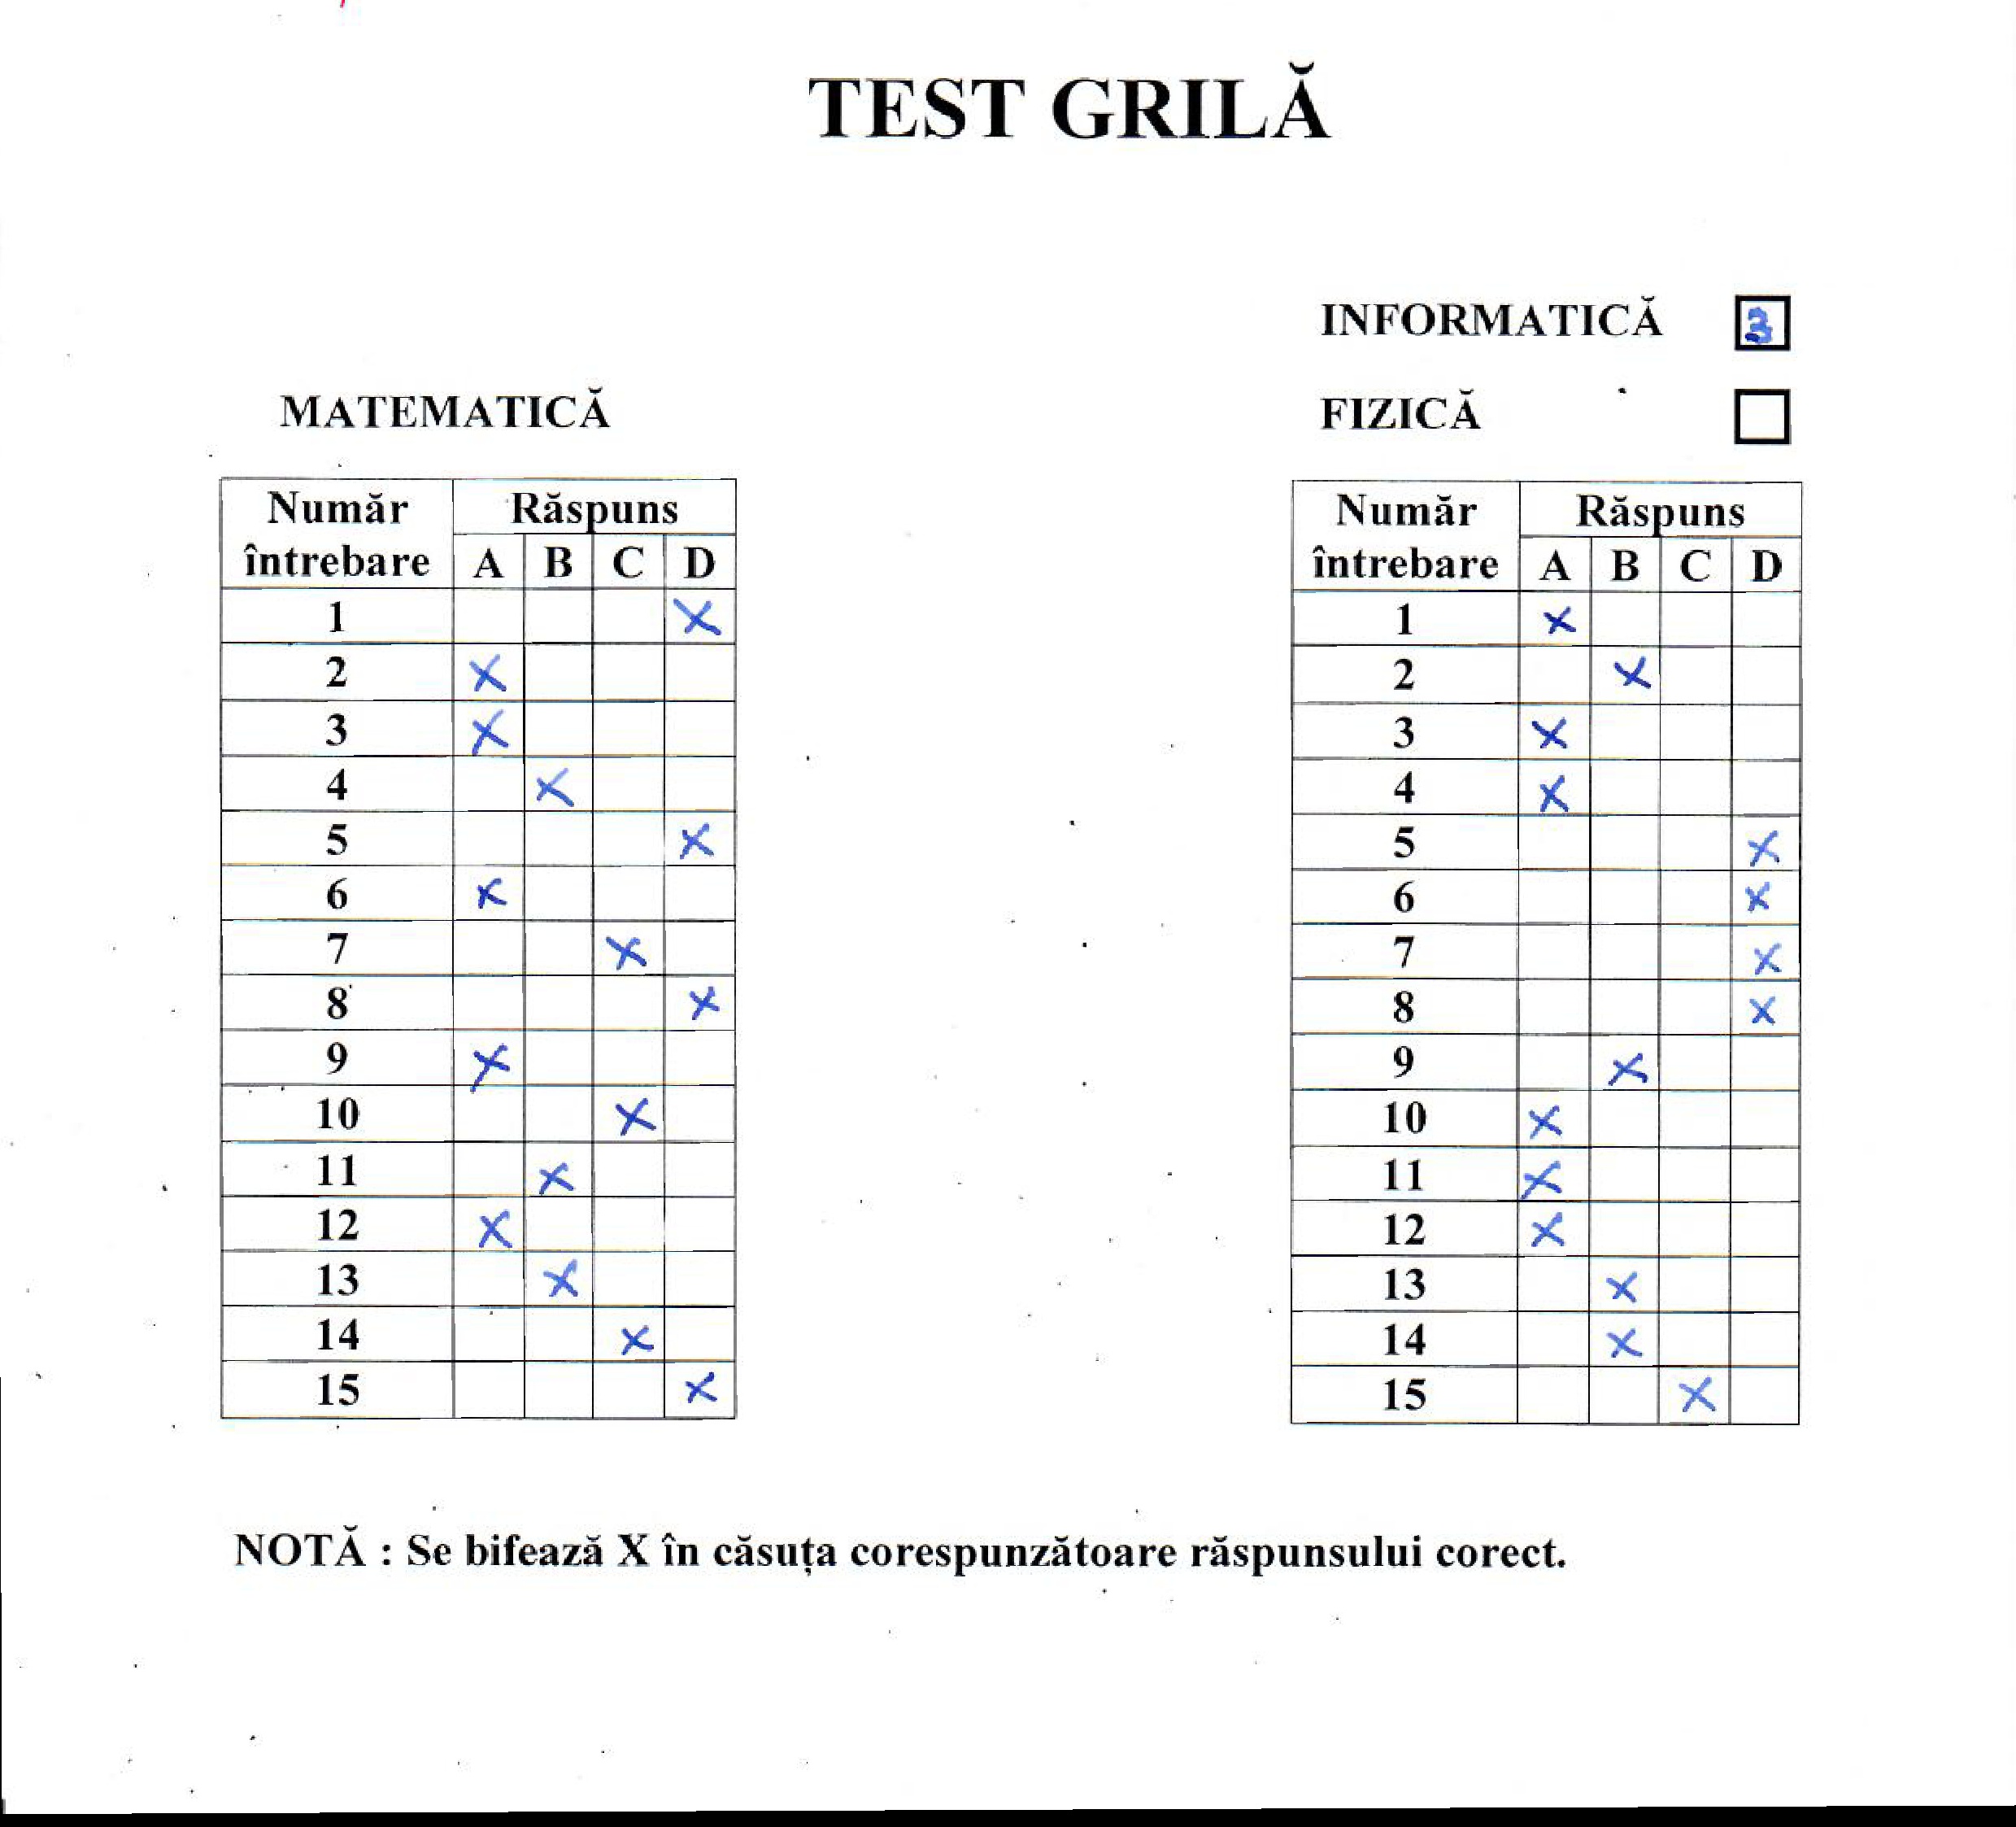 TEST GRILĂ
INFORMATICĂ 3
FIZICĂ
MATEMATICĂ
Număr întrebare Răspuns
A B C D
1 X
2 X
3 X
4 X
5 X
6 X
7 X
8 X
9 X
10 X
11 X
12 X
13 X
14 X
15 X
Număr întrebare Răspuns
A B C D
1 X
2 X
3 X
4 X
5 X
6 X
7 X
8 X
9 X
10 X
11 X
12 X
13 X
14 X
15 X
NOTĂ : Se bifează X în căsuța corespunzătoare răspunsului corect.